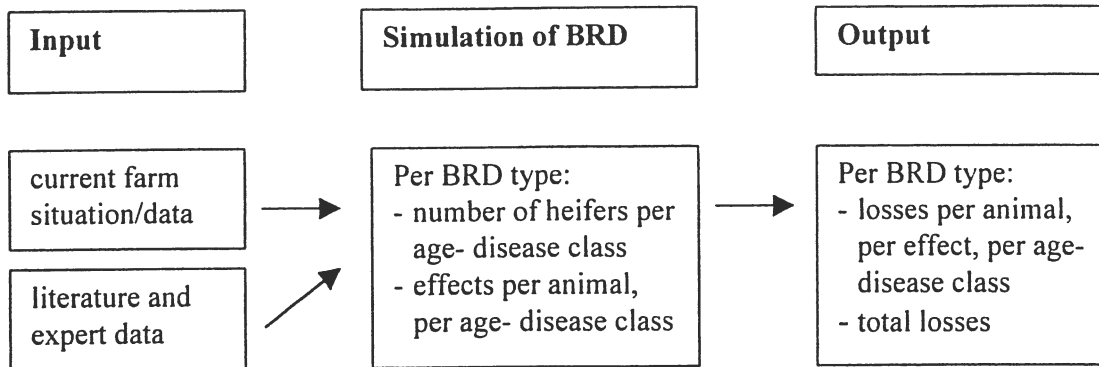 Input
Simulation of BRD
Output
current farm
situation/data
literature and
expert data
Per BRD type:
- number of heifers per
age- disease class
- effects per animal,
per age- disease class
Per BRD type:
- losses per animal,
per effect, per age-
disease class
- total losses